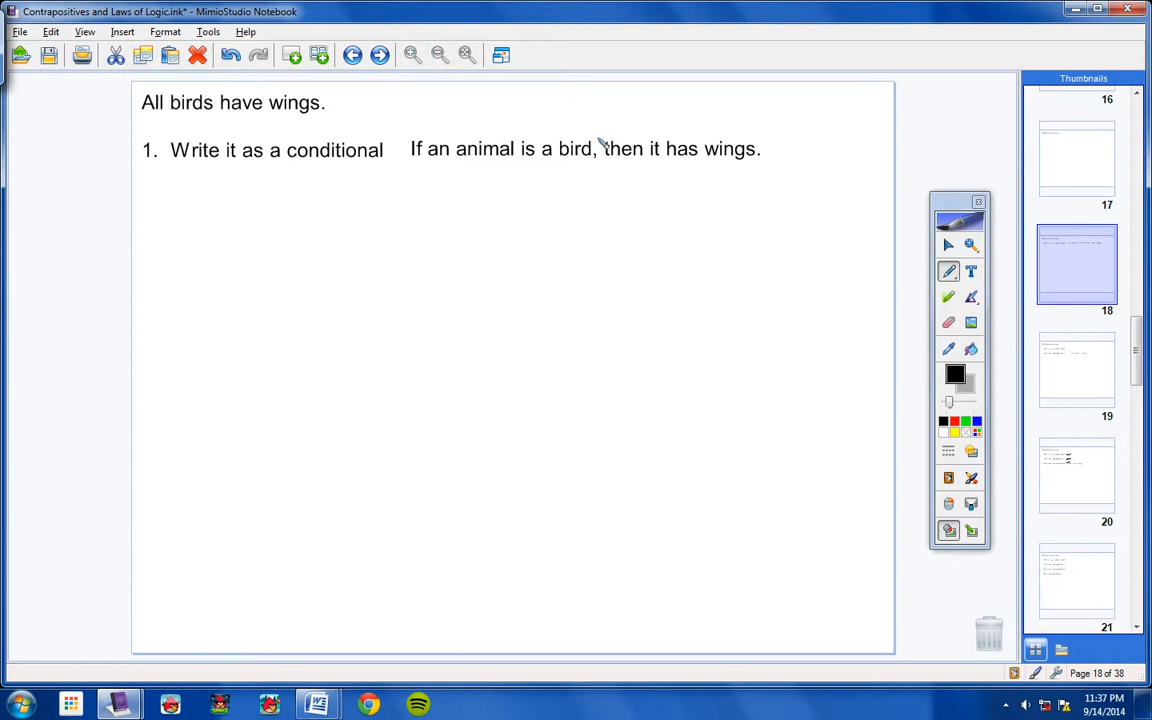 Contrapositives and Laws of Logic.ink* - MimioStudio Notebook
File Edit View Insert Format Tools Help
Thumbnails
All birds have wings.
1. Write it as a conditional If an animal is a bird, then it has wings.
16
17
18
19
20
21
Page 18 of 38
11:37 PM
9/14/2014